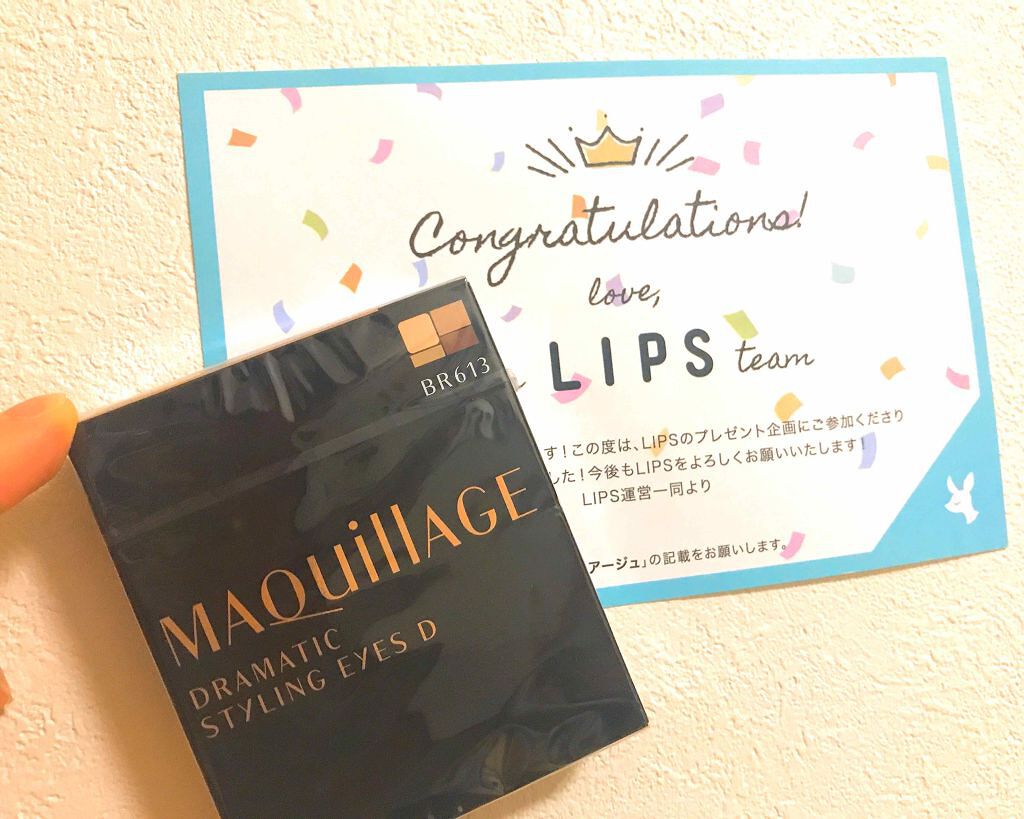 Congratulations!
love,
LIPS team
す！この度は、LIPSのプレゼント企画にご参加くださり
した！今後もLIPSをよろしくお願いいたします！
LIPS運営一同より
アージュ」の記載をお願いします。
BR613
MAQuillAGE
DRAMATIC
STYLING EYES D